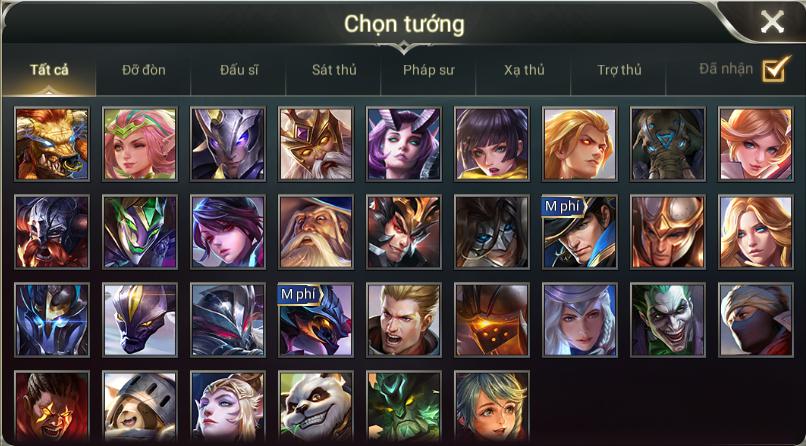 Chọn tướng
Tất cả
Đỡ đòn
Đấu sĩ
Sát thủ
Pháp sư
Xạ thủ
Trợ thủ
Đã nhận
M phí
M phí